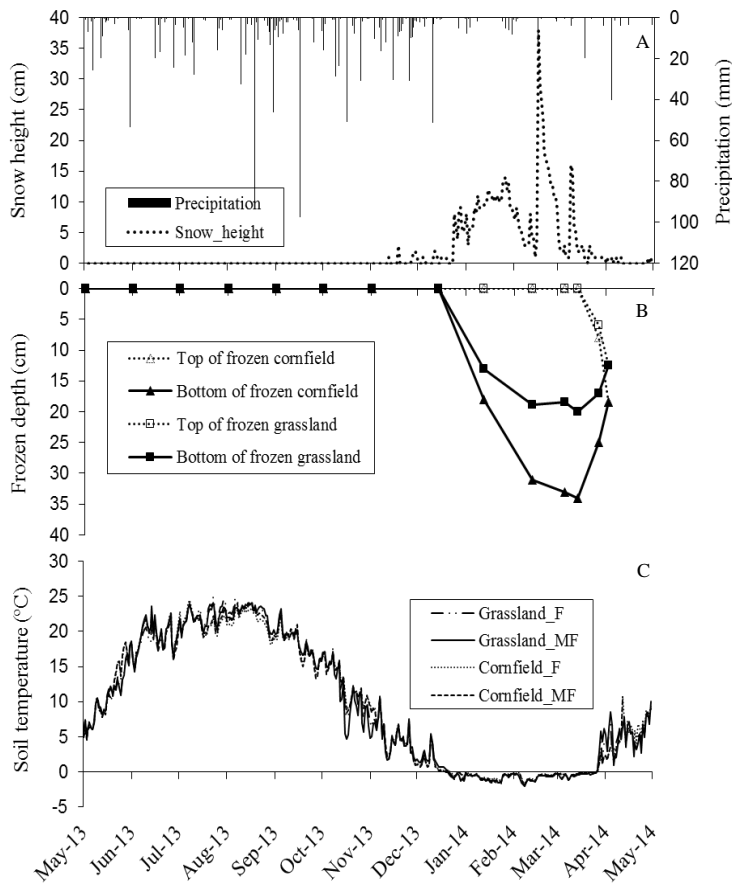 40
35
30
25
20
15
10
5
0
Snow height (cm)
A
Precipitation
Snow_height
0
20
40
60
80
100
120
Precipitation (mm)
0
5
10
15
20
25
30
35
40
Frozen depth (cm)
B
Top of frozen cornfield
Bottom of frozen cornfield
Top of frozen grassland
Bottom of frozen grassland
30
25
20
15
10
5
0
-5
Soil temperature (°C)
C
Grassland_F
Grassland_MF
Cornfield_F
Cornfield_MF
May-13
Jun-13
Jul-13
Aug-13
Sep-13
Oct-13
Nov-13
Dec-13
Jan-14
Feb-14
Mar-14
Apr-14
May-14